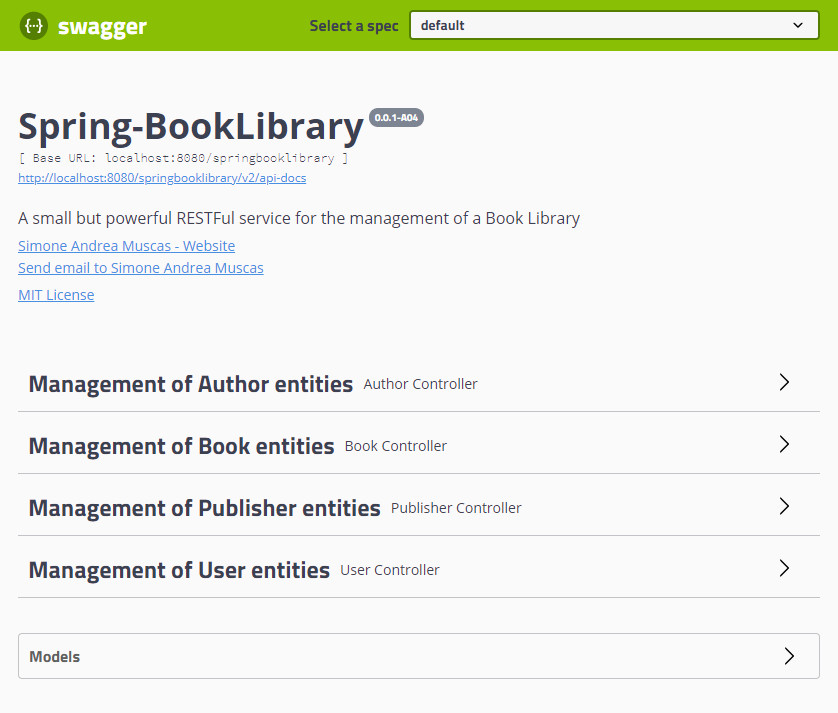 swagger
Select a spec default
Spring-BookLibrary 0.0.1-A04
[ Base URL: localhost:8080/springbooklibrary ]
http://localhost:8080/springbooklibrary/v2/api-docs
A small but powerful RESTFul service for the management of a Book Library
Simone Andrea Muscas - Website
Send email to Simone Andrea Muscas
MIT License
Management of Author entities Author Controller
Management of Book entities Book Controller
Management of Publisher entities Publisher Controller
Management of User entities User Controller
Models